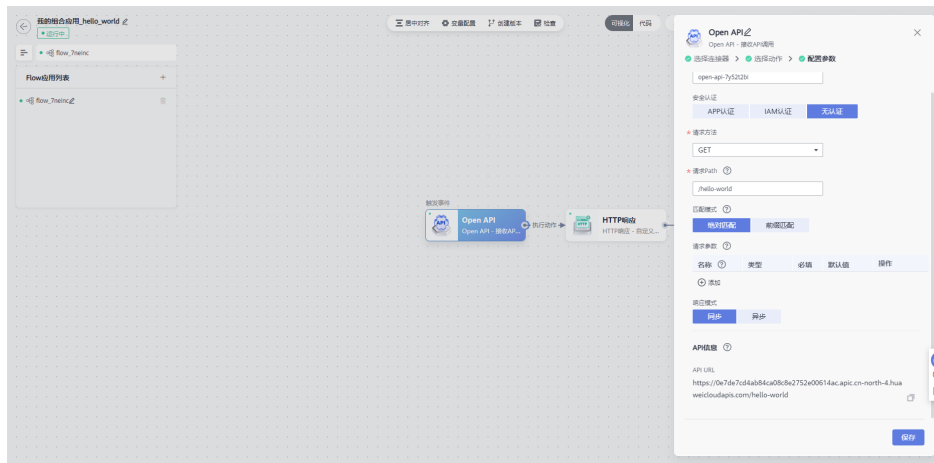 我的组合应用_hello_world
运行中
居中对齐 变量配置 创建版本 检查
可视化 代码
flow_7neinc
Flow应用列表
flow_7neinc
触发事件
Open API
Open API - 接收AP...
执行动作
HTTP响应
HTTP响应 - 自定义...
Open API
Open API - 接收API调用
选择连接器 > 选择动作 > 配置参数
open-api-7y52t2bi
安全认证
APP认证 IAM认证 无认证
* 请求方法
GET
* 请求Path
/hello-world
匹配模式
绝对匹配 前缀匹配
请求参数
名称 类型 必填 默认值 操作
添加
响应模式
同步 异步
API信息
API URL
https://0e7de7cd4ab84ca08c8e2752e00614ac.apic.cn-north-4.hua
weicloudapis.com/hello-world
保存